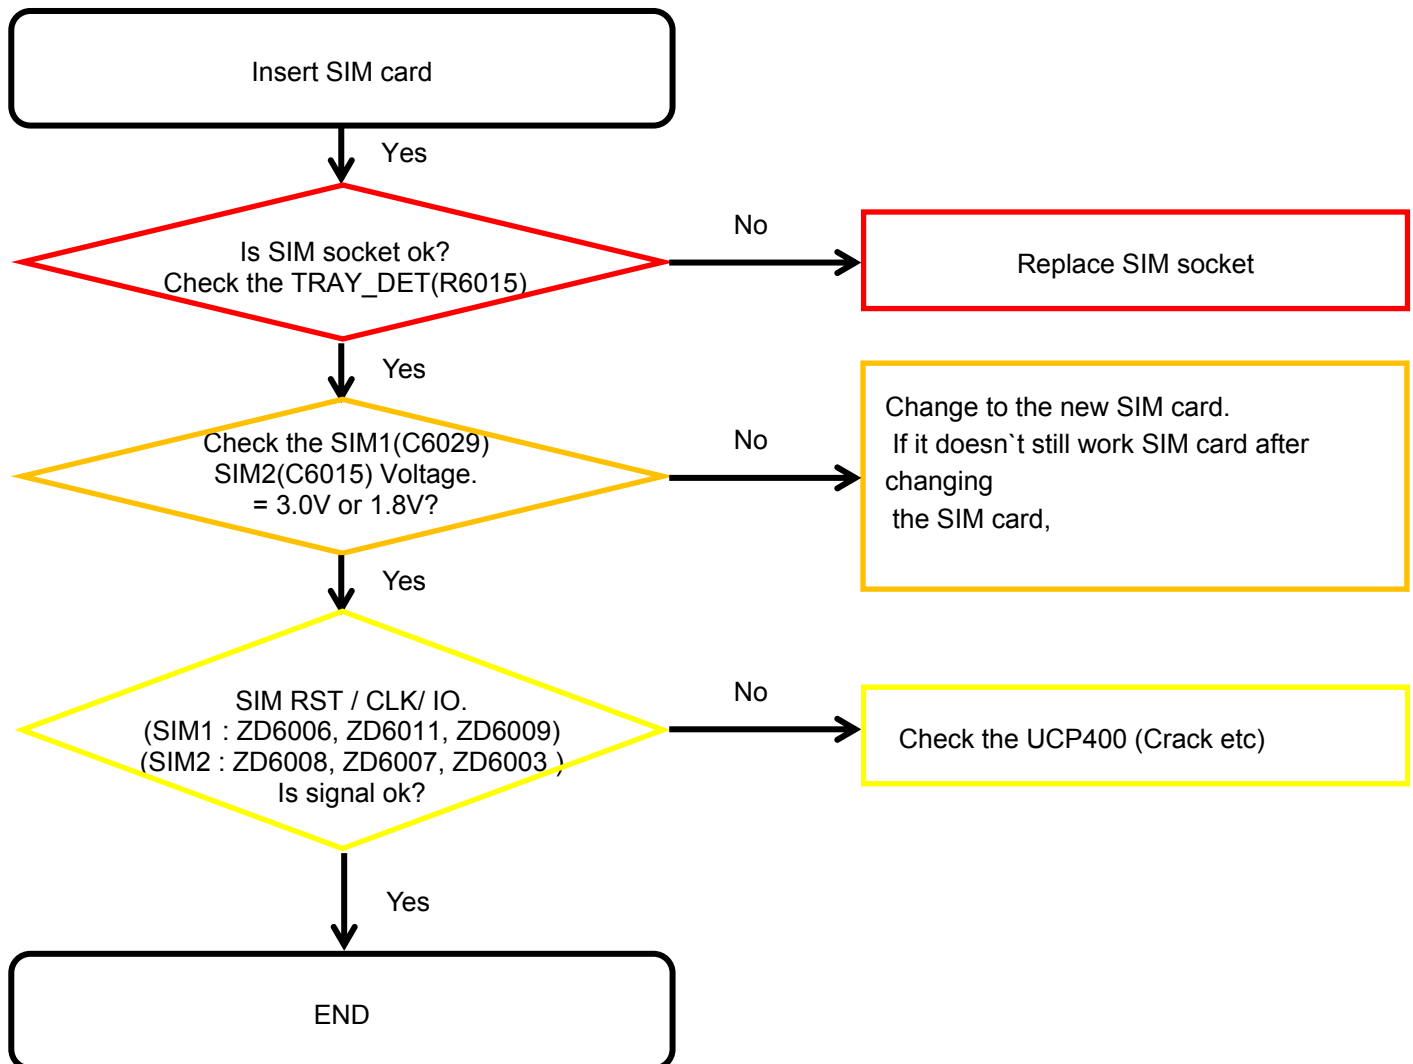 Insert SIM card
Yes
Is SIM socket ok?
Check the TRAY_DET(R6015)
No
Replace SIM socket
Yes
Check the SIM1(C6029)
SIM2(C6015) Voltage.
= 3.0V or 1.8V?
No
Change to the new SIM card.
If it doesn`t still work SIM card after
changing
the SIM card,
Yes
SIM RST / CLK/ IO.
(SIM1 : ZD6006, ZD6011, ZD6009)
(SIM2 : ZD6008, ZD6007, ZD6003 )
Is signal ok?
No
Check the UCP400 (Crack etc)
Yes
END